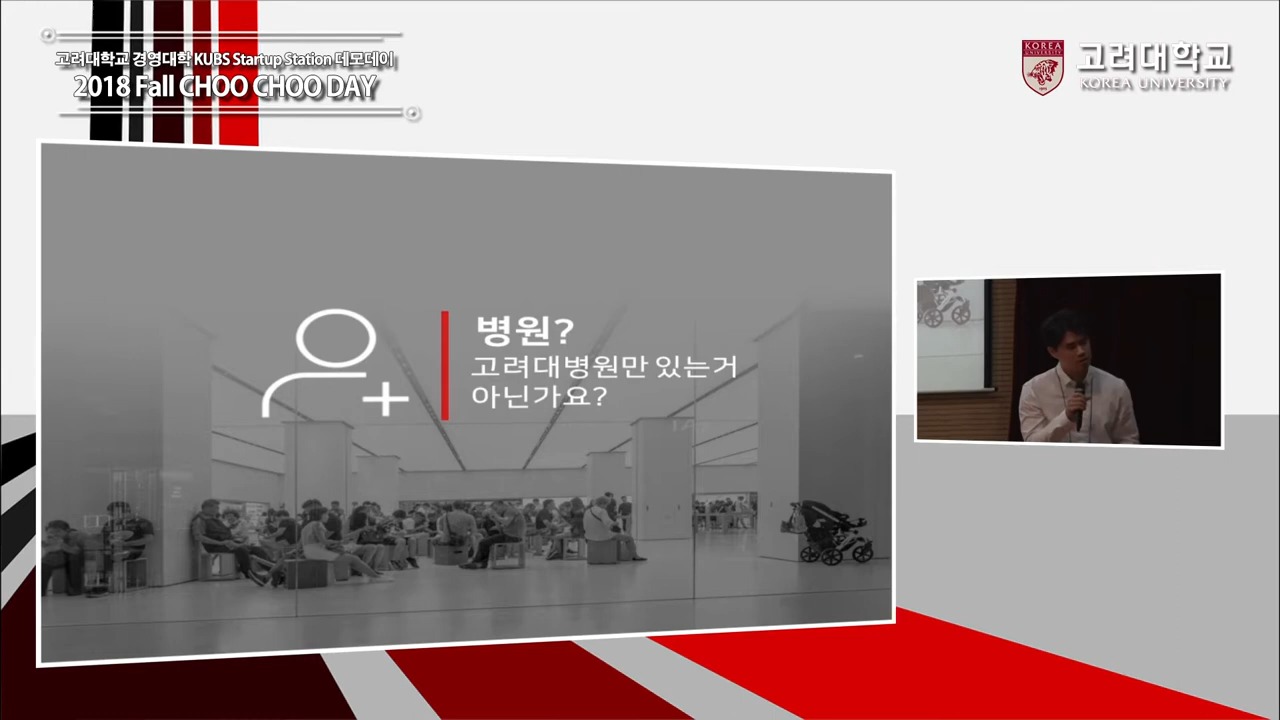 고려대학교 경영대학 KUBS Startup Station 데모데이
2018 Fall CHOO CHOO DAY
KOREA
UNIVERSITY
고려대학교
KOREA UNIVERSITY
병원?
고려대병원만 있는거
아닌가요?